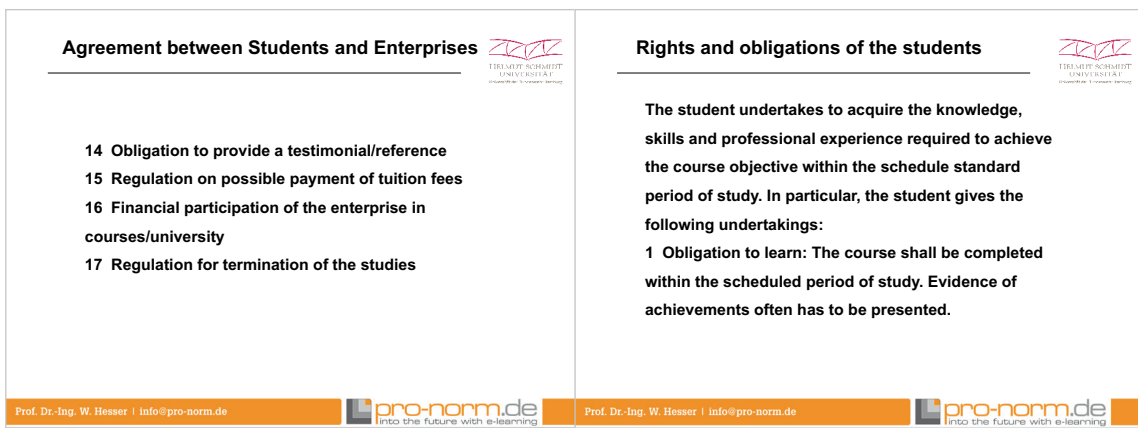 Agreement between Students and Enterprises
HELMUT SCHMIDT
UNIVERSITÄT
14 Obligation to provide a testimonial/reference
15 Regulation on possible payment of tuition fees
16 Financial participation of the enterprise in
courses/university
17 Regulation for termination of the studies
Prof. Dr.-Ing. W. Hesser | info@pro-norm.de
pro-norm.de
into the future with e-learning
Rights and obligations of the students
HELMUT SCHMIDT
UNIVERSITÄT
The student undertakes to acquire the knowledge,
skills and professional experience required to achieve
the course objective within the schedule standard
period of study. In particular, the student gives the
following undertakings:
1 Obligation to learn: The course shall be completed
within the scheduled period of study. Evidence of
achievements often has to be presented.
Prof. Dr.-Ing. W. Hesser | info@pro-norm.de
pro-norm.de
into the future with e-learning